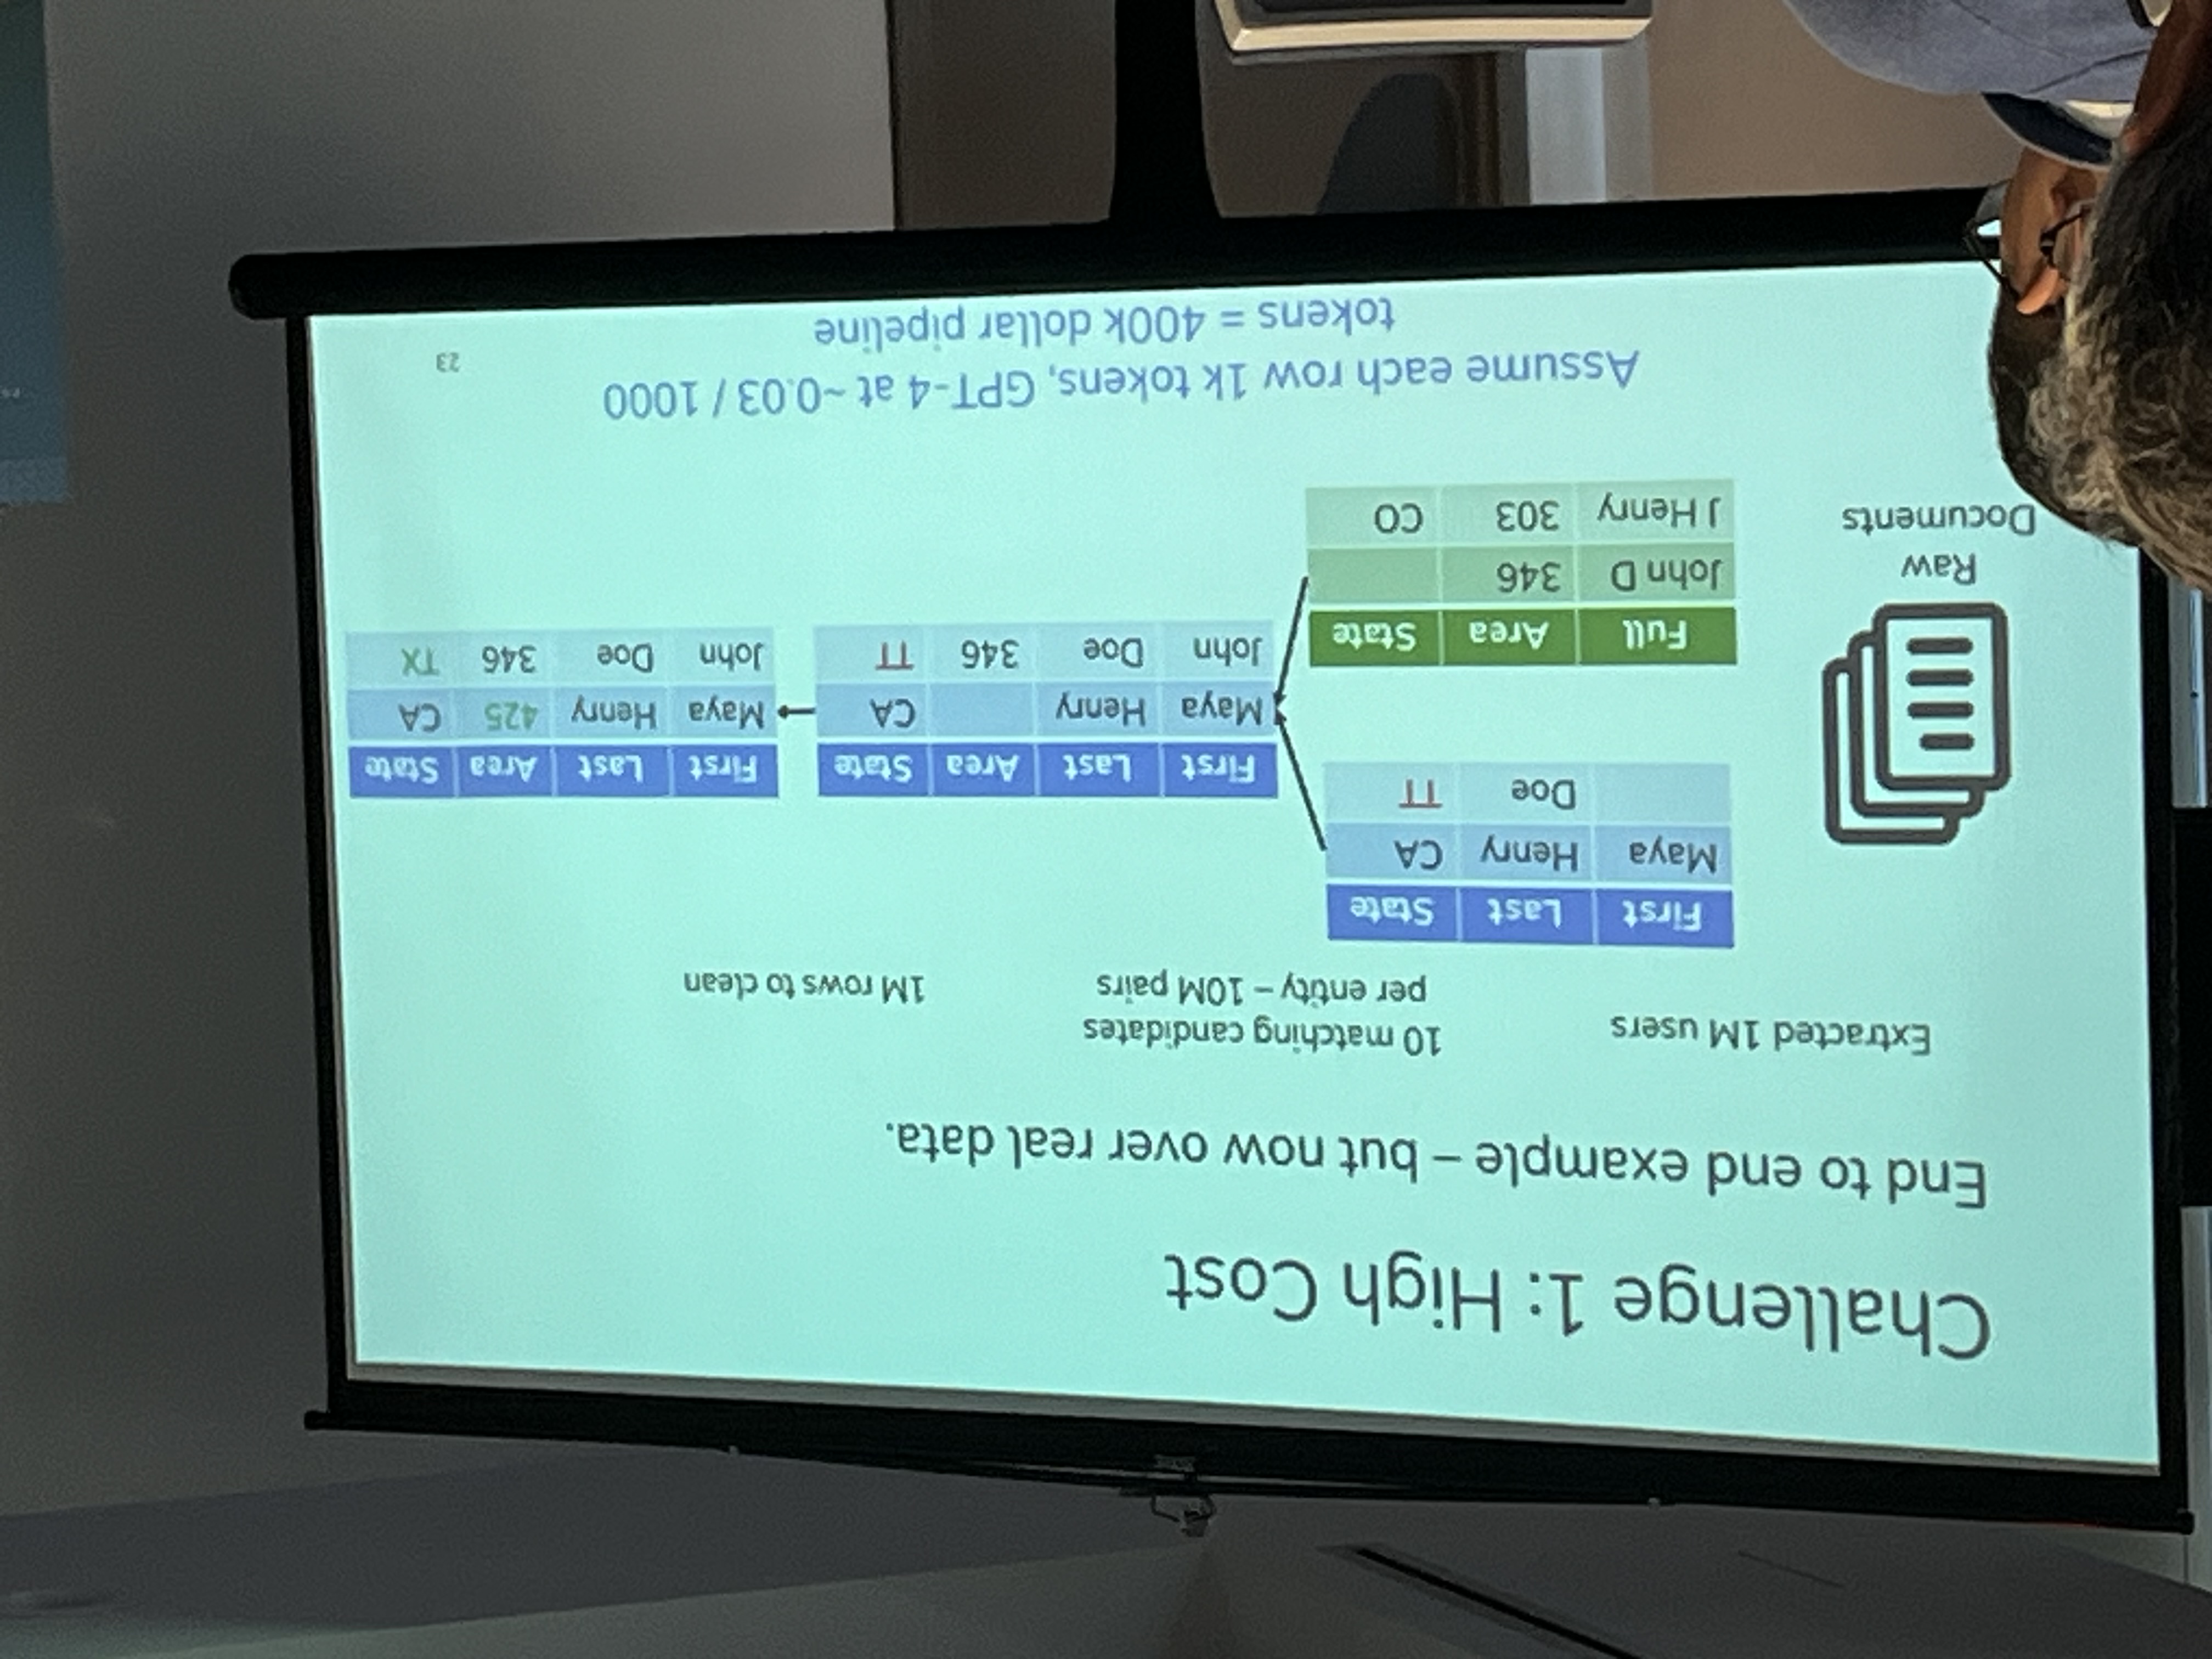 Challenge 1: High Cost
End to end example – but now over real data.
Extracted 1M users
10 matching candidates
per entity – 10M pairs
1M rows to clean
First Last State
Maya Henry CA
Doe TT
Full Area State
John D 346
J Henry 303 CO
First Last Area State
Maya Henry CA
John Doe 346 TT
First Last Area State
Maya Henry 425 CA
John Doe 346 TX
Raw
Documents
Assume each row 1k tokens, GPT-4 at ~0.03 / 1000
tokens = 400k dollar pipeline
23